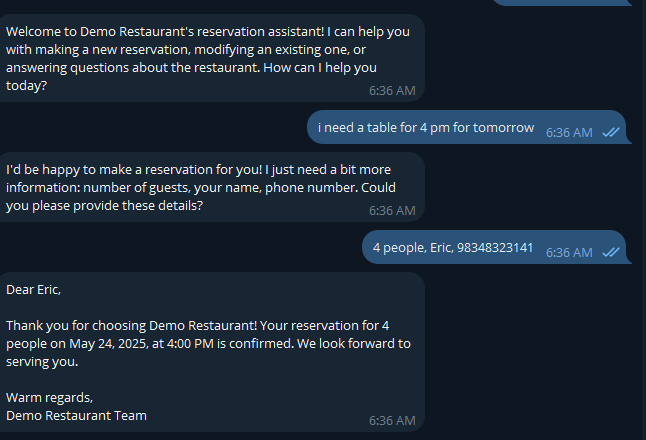 Welcome to Demo Restaurant's reservation assistant! I can help you
with making a new reservation, modifying an existing one, or
answering questions about the restaurant. How can I help you
today?
6:36 AM
i need a table for 4 pm for tomorrow 6:36 AM
I'd be happy to make a reservation for you! I just need a bit more
information: number of guests, your name, phone number. Could
you please provide these details?
6:36 AM
4 people, Eric, 98348323141 6:36 AM
Dear Eric,
Thank you for choosing Demo Restaurant! Your reservation for 4
people on May 24, 2025, at 4:00 PM is confirmed. We look forward to
serving you.
Warm regards,
Demo Restaurant Team
6:36 AM